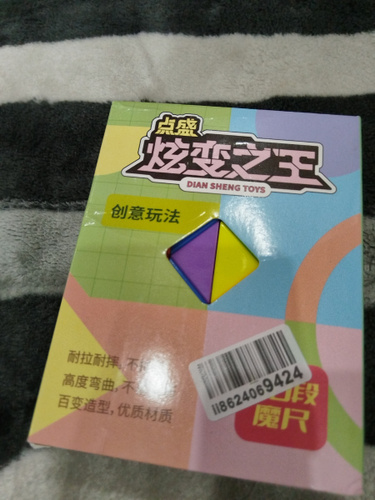 点盛
炫变之王
DIAN SHENG TOYS
创意玩法
耐拉耐摔,不
高度弯曲,不
百变造型,优质材质
8624069424
段
魔尺